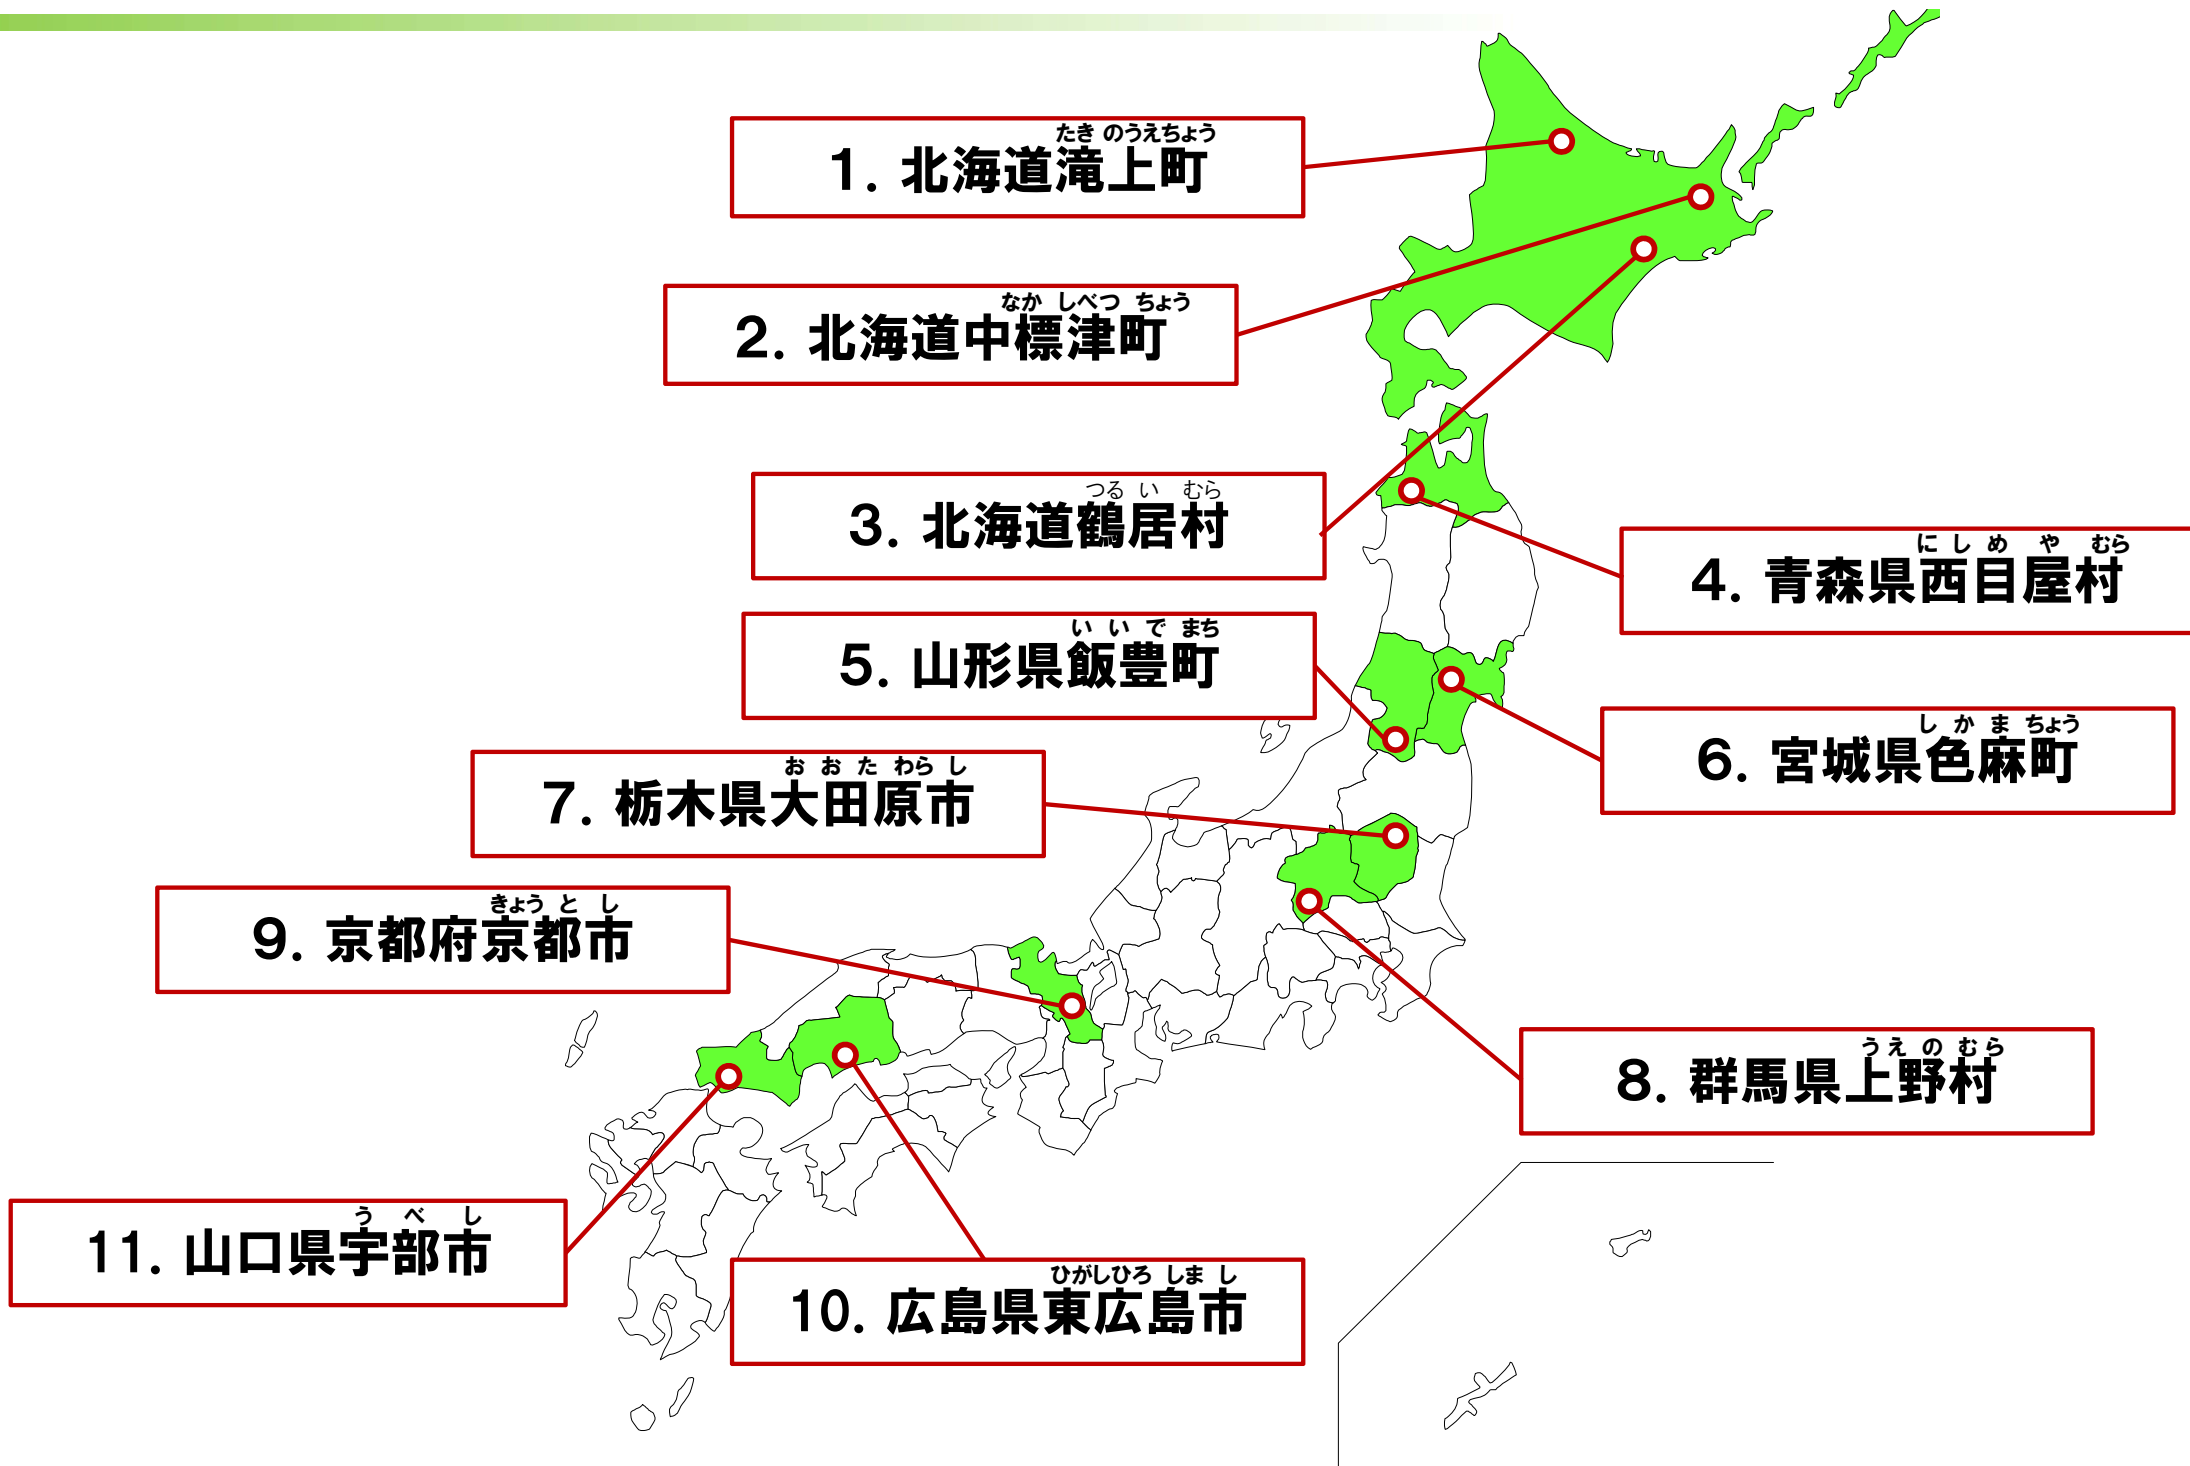 たき のうえちょう
1. 北海道滝上町
なか しべつ ちょう
2. 北海道中標津町
つる い むら
3. 北海道鶴居村
にし め や むら
4. 青森県西目屋村
いいで まち
5. 山形県飯豊町
しかま ちょう
6. 宮城県色麻町
おおたわら し
7. 栃木県大田原市
うえのむら
8. 群馬県上野村
きょうと し
9. 京都府京都市
ひがしひろ しま し
10. 広島県東広島市
うべ し
11. 山口県宇部市